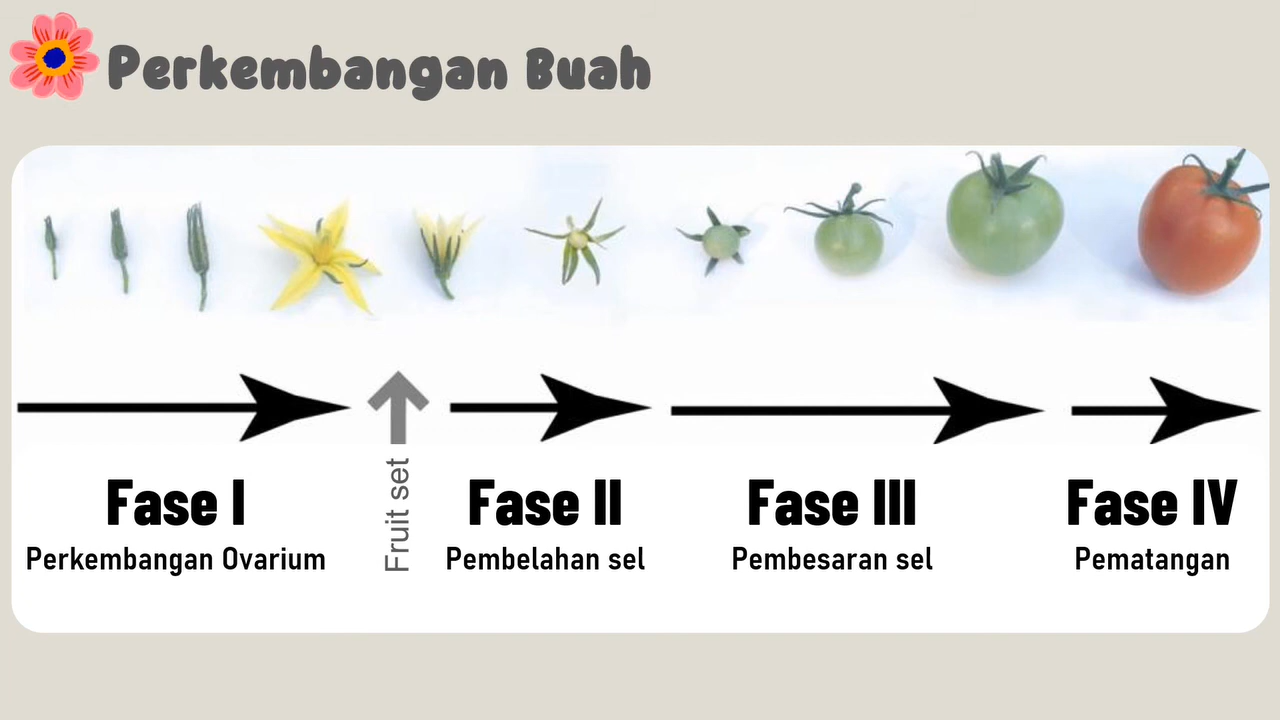 Perkembangan Buah
Fruit set
Fase I
Perkembangan Ovarium
Fase II
Pembelahan sel
Fase III
Pembesaran sel
Fase IV
Pematangan